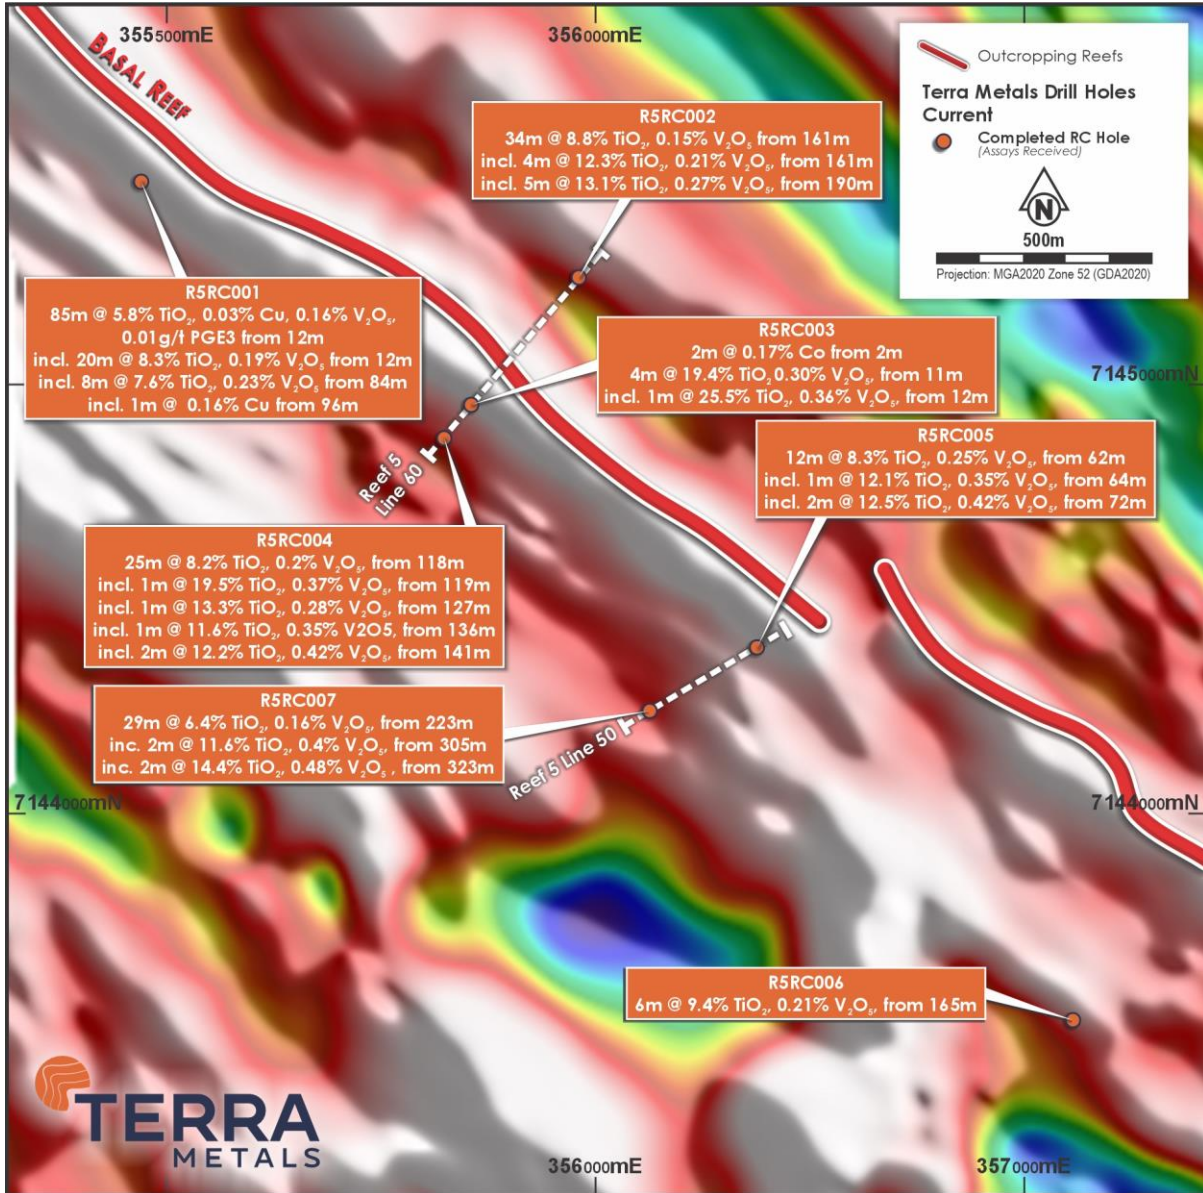 355500mE
356000mE
BASAL REEF
Outcropping Reefs
Terra Metals Drill Holes
Current
Completed RC Hole
(Assays Received)
N
500m
Projection: MGA2020 Zone 52 (GDA2020)
R5RC002
34m @ 8.8% TiO₂, 0.15% V₂O₅ from 161m
incl. 4m @ 12.3% TiO₂, 0.21% V₂O₅, from 161m
incl. 5m @ 13.1% TiO₂, 0.27% V₂O₅, from 190m
R5RC001
85m @ 5.8% TiO₂, 0.03% Cu, 0.16% V₂O₅,
0.01g/t PGE3 from 12m
incl. 20m @ 8.3% TiO₂, 0.19% V₂O₅ from 12m
incl. 8m @ 7.6% TiO₂, 0.23% V₂O₅ from 84m
incl. 1m @ 0.16% Cu from 96m
R5RC003
2m @ 0.17% Co from 2m
4m @ 19.4% TiO₂ 0.30% V₂O₅, from 11m
incl. 1m @ 25.5% TiO₂, 0.36% V₂O₅, from 12m
7145000mN
R5RC005
12m @ 8.3% TiO₂, 0.25% V₂O₅, from 62m
incl. 1m @ 12.1% TiO₂, 0.35% V₂O₅, from 64m
incl. 2m @ 12.5% TiO₂, 0.42% V₂O₅, from 72m
Reef 5
Line 60
R5RC004
25m @ 8.2% TiO₂, 0.2% V₂O₅, from 118m
incl. 1m @ 19.5% TiO₂, 0.37% V₂O₅, from 119m
incl. 1m @ 13.3% TiO₂, 0.28% V₂O₅, from 127m
incl. 1m @ 11.6% TiO₂, 0.35% V2O5, from 136m
incl. 2m @ 12.2% TiO₂, 0.42% V₂O₅, from 141m
R5RC007
29m @ 6.4% TiO₂, 0.16% V₂O₅, from 223m
inc. 2m @ 11.6% TiO₂, 0.4% V₂O₅, from 305m
inc. 2m @ 14.4% TiO₂, 0.48% V₂O₅ , from 323m
Reef 5 Line 50
7144000mN
7144000mN
R5RC006
6m @ 9.4% TiO₂, 0.21% V₂O₅, from 165m
TERRA
METALS
356000mE
357000mE